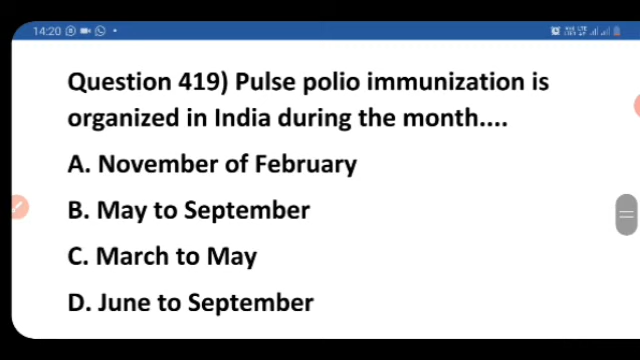 14:20
Question 419) Pulse polio immunization is
organized in India during the month....
A. November of February
B. May to September
C. March to May
D. June to September